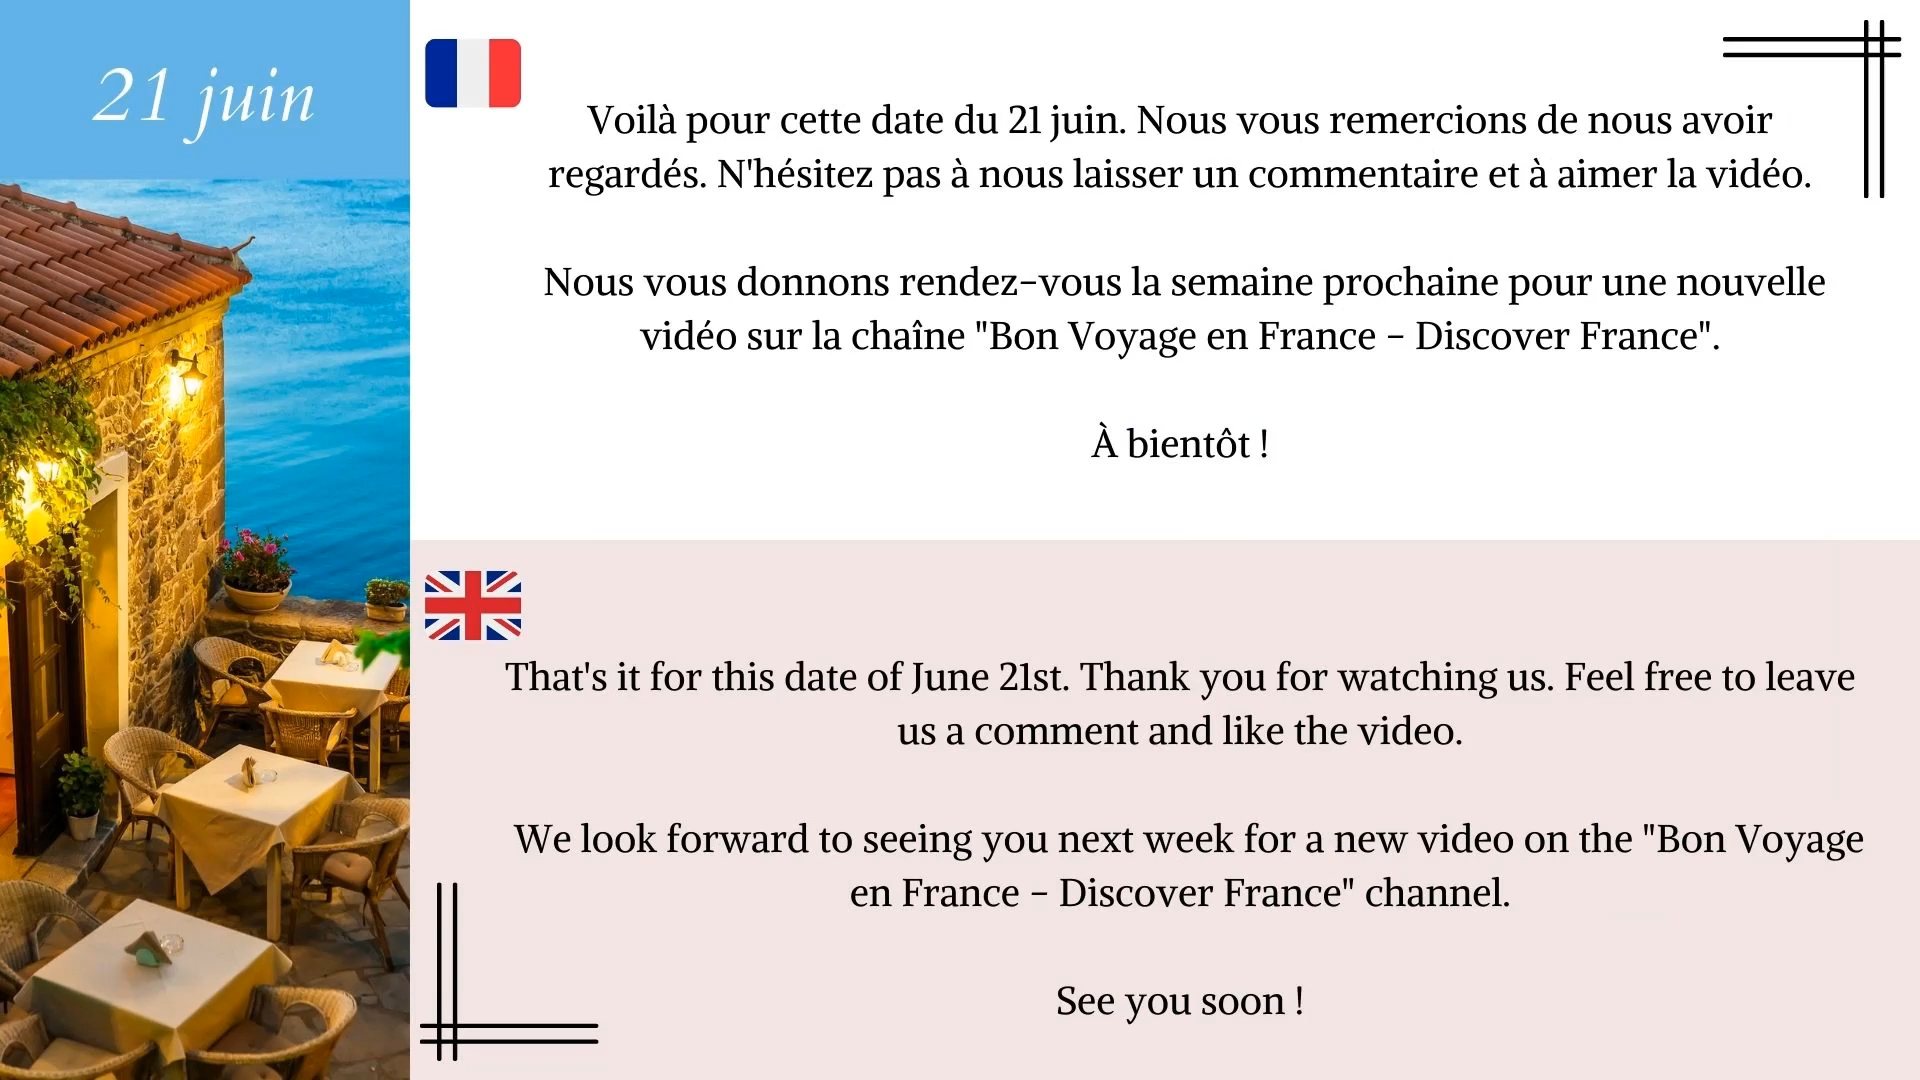 21 juin
Voilà pour cette date du 21 juin. Nous vous remercions de nous avoir
regardés. N'hésitez pas à nous laisser un commentaire et à aimer la vidéo.
Nous vous donnons rendez-vous la semaine prochaine pour une nouvelle
vidéo sur la chaîne "Bon Voyage en France - Discover France".
À bientôt !
That's it for this date of June 21st. Thank you for watching us. Feel free to leave
us a comment and like the video.
We look forward to seeing you next week for a new video on the "Bon Voyage
en France - Discover France" channel.
See you soon !